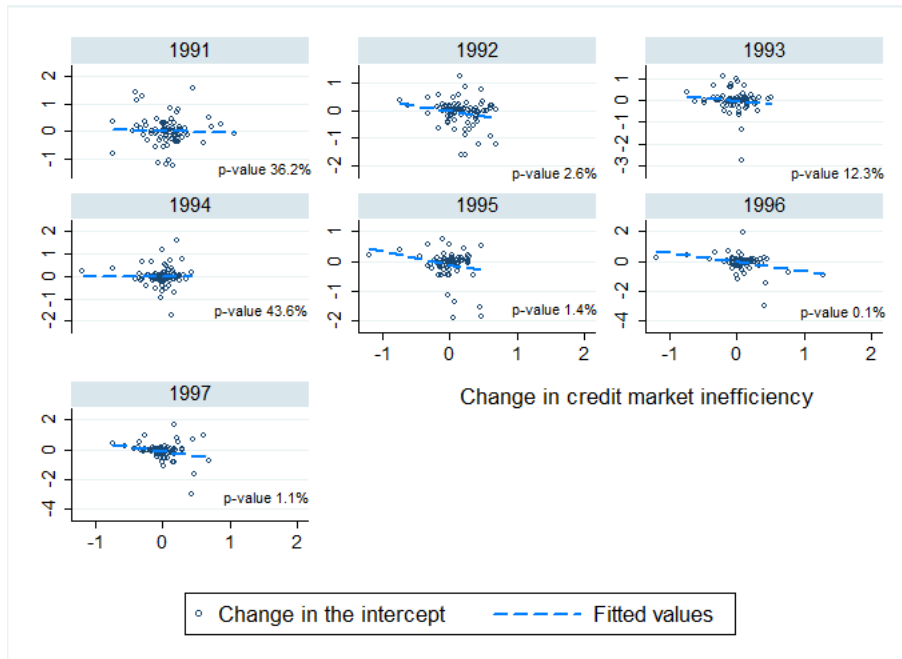 1991
1992
1993
2
1
0
-1
p-value 36.2%
1
0
-1
-2
p-value 2.6%
1
0
-1
-2
-3
p-value 12.3%
1994
1995
1996
2
1
0
-1
-2
p-value 43.6%
1
0
-1
-2
p-value 1.4%
2
0
-2
-4
p-value 0.1%
-1 0 1 2
-1 0 1 2
1997
Change in credit market inefficiency
2
0
-2
-4
p-value 1.1%
-1 0 1 2
Change in the intercept
Fitted values